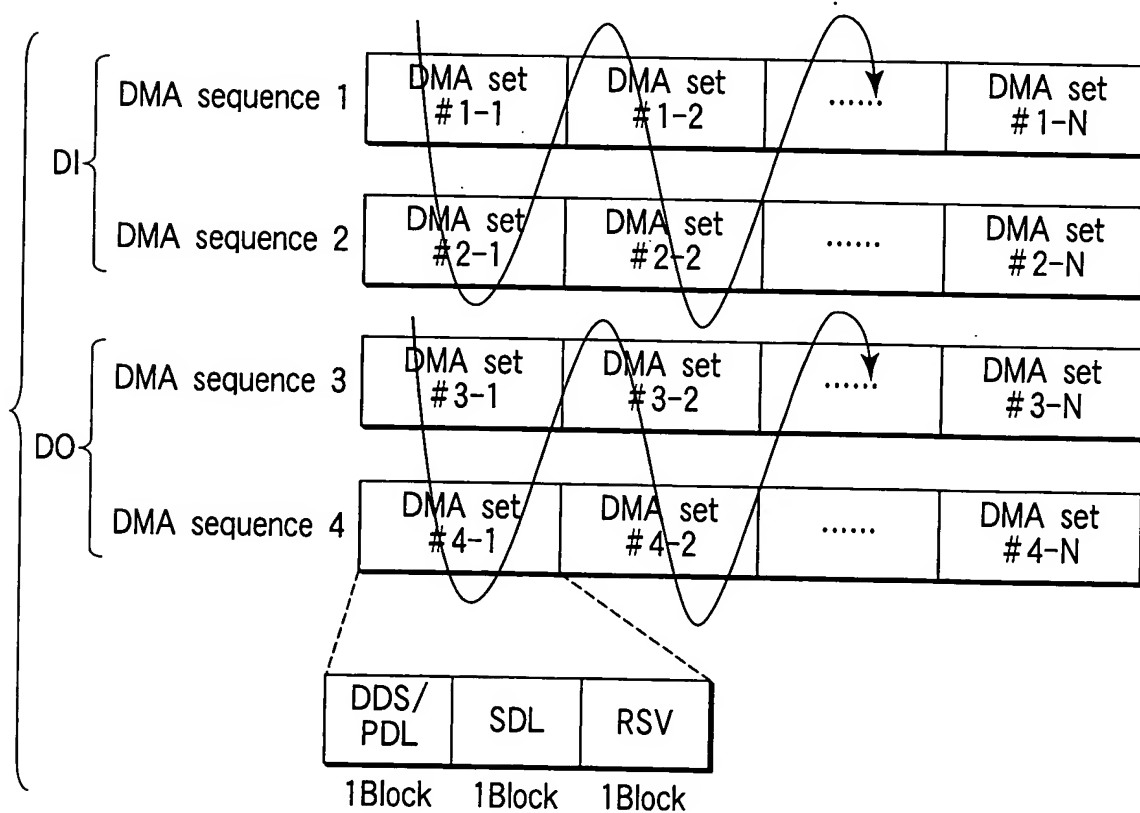 DI
DMA sequence 1
DMA set
#1-1
DMA set
#1-2
......
DMA set
#1-N
DMA sequence 2
DMA set
#2-1
DMA set
#2-2
......
DMA set
#2-N
DO
DMA sequence 3
DMA set
#3-1
DMA set
#3-2
......
DMA set
#3-N
DMA sequence 4
DMA set
#4-1
DMA set
#4-2
......
DMA set
#4-N
DDS/
PDL
SDL
RSV
1Block
1Block
1Block